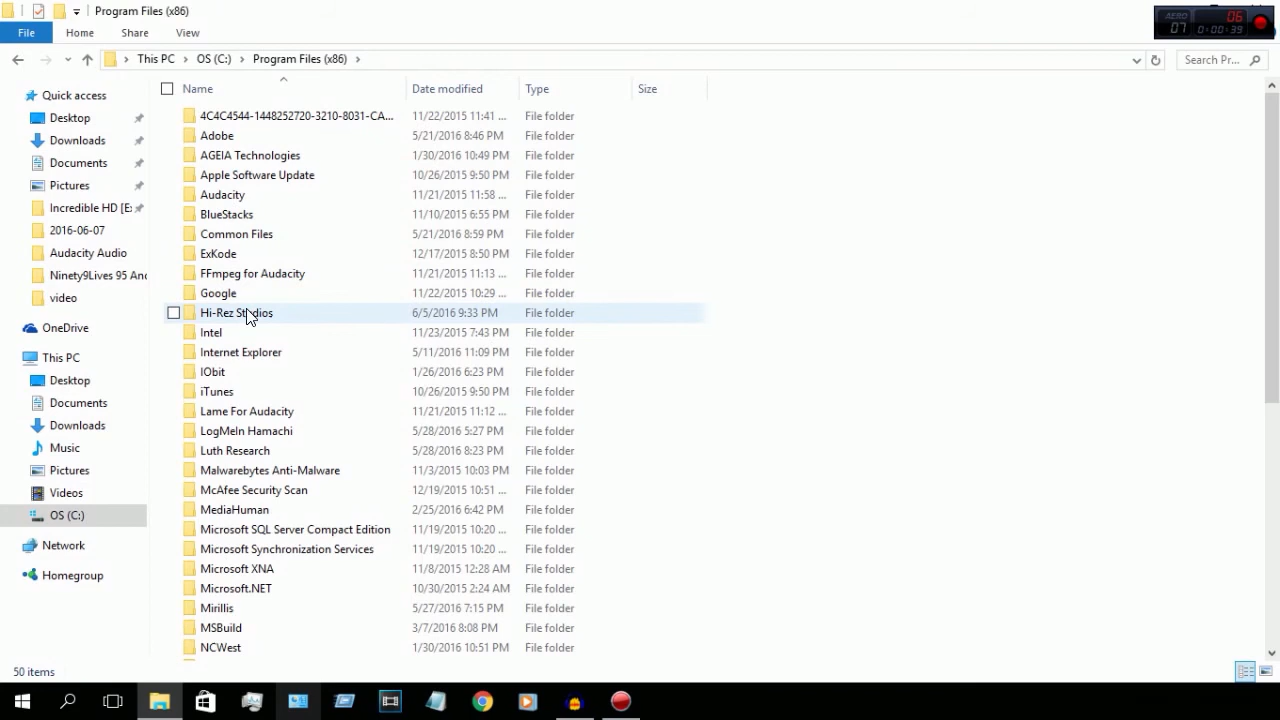 Program Files (x86)
AERO 06
07 0:00:39
File Home Share View
This PC OS (C:) Program Files (x86) Search Pr...
Name Date modified Type Size
Quick access
Desktop
Downloads
Documents
Pictures
Incredible HD [E:
2016-06-07
Audacity Audio
Ninety9Lives 95 And
video
OneDrive
This PC
Desktop
Documents
Downloads
Music
Pictures
Videos
OS (C:)
Network
Homegroup
4C4C4544-1448252720-3210-8031-CA... 11/22/2015 11:41 ... File folder
Adobe 5/21/2016 8:46 PM File folder
AGEIA Technologies 1/30/2016 10:49 PM File folder
Apple Software Update 10/26/2015 9:50 PM File folder
Audacity 11/21/2015 11:58 ... File folder
BlueStacks 11/10/2015 6:55 PM File folder
Common Files 5/21/2016 8:59 PM File folder
ExKode 12/17/2015 8:50 PM File folder
FFmpeg for Audacity 11/21/2015 11:13 ... File folder
Google 11/22/2015 10:29 ... File folder
Hi-Rez Studios 6/5/2016 9:33 PM File folder
Intel 11/23/2015 7:43 PM File folder
Internet Explorer 5/11/2016 11:09 PM File folder
IObit 1/26/2016 6:23 PM File folder
iTunes 10/26/2015 9:50 PM File folder
Lame For Audacity 11/21/2015 11:12 ... File folder
LogMeIn Hamachi 5/28/2016 5:27 PM File folder
Luth Research 5/28/2016 8:23 PM File folder
Malwarebytes Anti-Malware 11/3/2015 10:03 PM File folder
McAfee Security Scan 12/19/2015 10:51 ... File folder
MediaHuman 2/25/2016 6:42 PM File folder
Microsoft SQL Server Compact Edition 11/19/2015 10:20 ... File folder
Microsoft Synchronization Services 11/19/2015 10:20 ... File folder
Microsoft XNA 11/8/2015 12:28 AM File folder
Microsoft.NET 10/30/2015 2:24 AM File folder
Mirillis 5/27/2016 7:15 PM File folder
MSBuild 3/7/2016 8:08 PM File folder
NCWest 1/30/2016 10:51 PM File folder
50 items